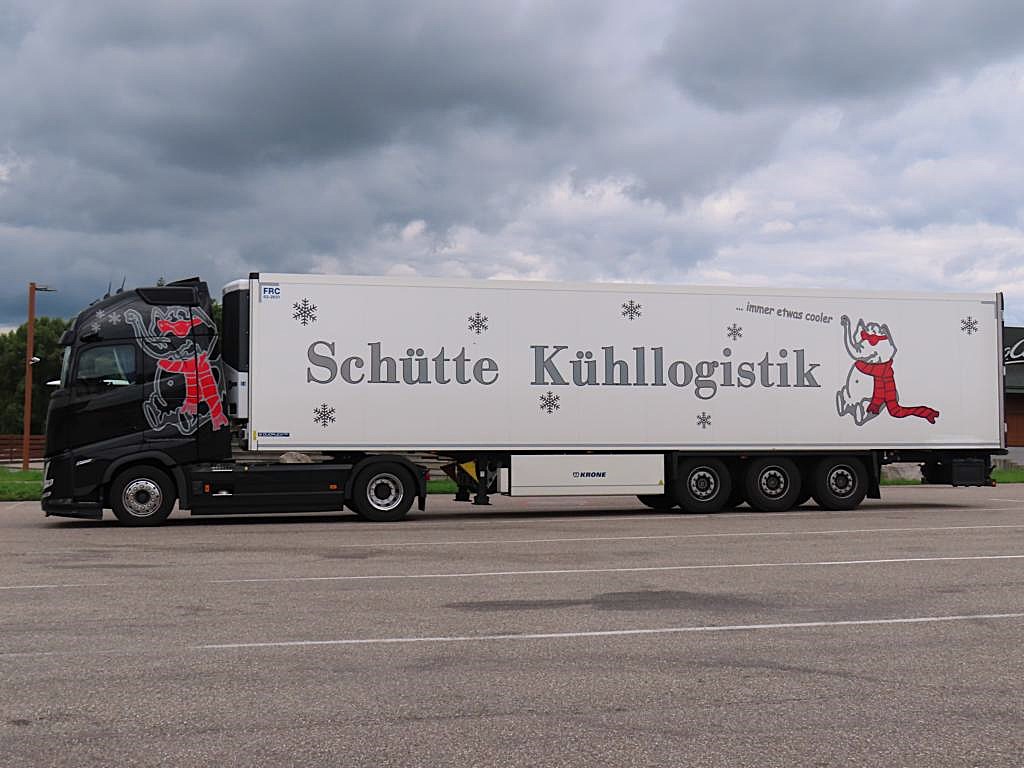 FRC
... immer etwas cooler
Schütte Kühllogistik
KRONE